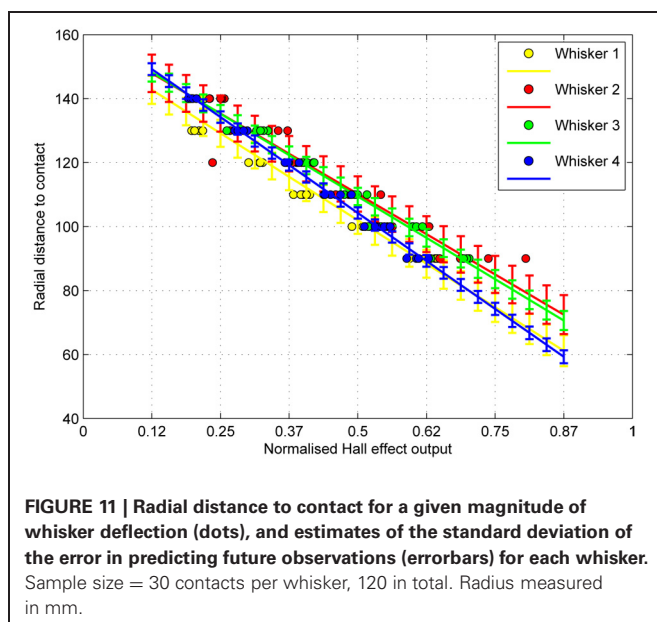 160
140
120
100
80
60
40
Radial distance to contact
0
0.12
0.25
0.37
0.5
0.62
0.75
0.87
1
Normalised Hall effect output
Whisker 1
Whisker 2
Whisker 3
Whisker 4
FIGURE 11 | Radial distance to contact for a given magnitude of
whisker deflection (dots), and estimates of the standard deviation of
the error in predicting future observations (errorbars) for each whisker.
Sample size = 30 contacts per whisker, 120 in total. Radius measured
in mm.